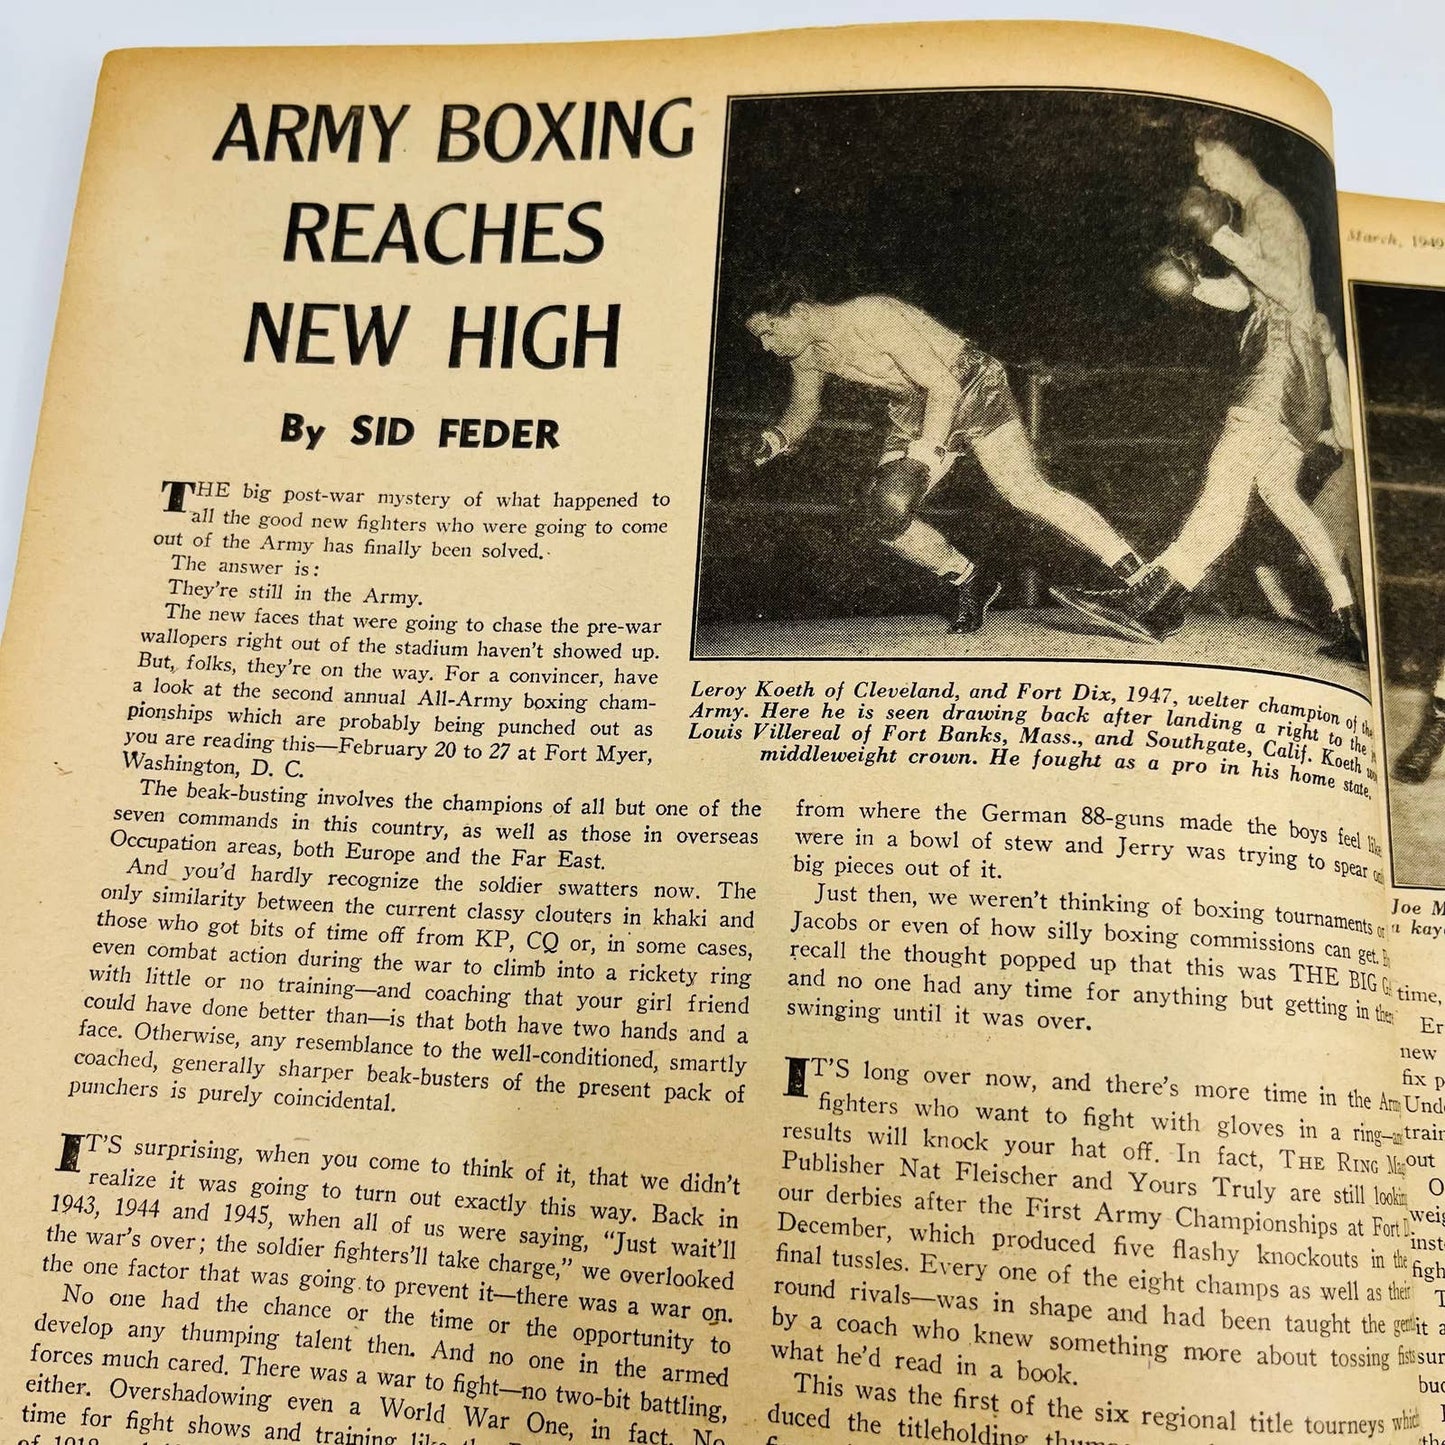 ARMY BOXING
REACHES
NEW HIGH
By SID FEDER
THE big post-war mystery of what happened to
all the good new fighters who were going to come
out of the Army has finally been solved.
The answer is:
They're still in the Army.
The new faces that were going to chase the pre-war
wallopers right out of the stadium haven't showed up.
But, folks, they're on the way. For a convincer, have
a look at the second annual All-Army boxing cham-
pionships which are probably being punched out as
you are reading this—February 20 to 27 at Fort Myer,
Washington, D. C.
The beak-busting involves the champions of all but one of the
seven commands in this country, as well as those in overseas
Occupation areas, both Europe and the Far East.
And you'd hardly recognize the soldier swatters now. The
only similarity between the current classy clouters in khaki and
those who got bits of time off from KP, CQ or, in some cases,
even combat action during the war to climb into a rickety ring
with little or no training—and coaching that your girl friend
could have done better than—is that both have two hands and a
face. Otherwise, any resemblance to the well-conditioned, smartly
coached, generally sharper beak-busters of the present pack of
punchers is purely coincidental.
IT'S surprising, when you come to think of it, that we didn't
realize it was going to turn out exactly this way. Back in
1943, 1944 and 1945, when all of us were saying, "Just wait'll
the war's over; the soldier fighters'll take charge," we overlooked
the one factor that was going to prevent it—there was a war on.
No one had the chance or the time or the opportunity to
develop any thumping talent then. And no one in the armed
forces much cared. There was a war to fight—no two-bit battling,
either. Overshadowing even a World War One, in fact. No
time for fight shows and training like
of 1918
Leroy Koeth of Cleveland, and Fort Dix, 1947, welter champion of the
Army. Here he is seen drawing back after landing a right to the
Louis Villereal of Fort Banks, Mass., and Southgate, Calif. Koeth
middleweight crown. He fought as a pro in his home state.
from where the German 88-guns made the boys feel like
were in a bowl of stew and Jerry was trying to spear
big pieces out of it.
Just then, we weren't thinking of boxing tournaments or
Jacobs or even of how silly boxing commissions can get.
recall the thought popped up that this was THE BIG
and no one had any time for anything but getting in
swinging until it was over.
IT'S long over now, and there's more time in the
fighters who want to fight with gloves in a ring—
results will knock your hat off. In fact, THE RING
Publisher Nat Fleischer and Yours Truly are still
our derbies after the First Army Championships at Fort
December, which produced five flashy knockouts in the
final tussles. Every one of the eight champs as well as their
round rivals—was in shape and had been taught the
by a coach who knew something more about tossing
what he'd read in a book.
This was the first of the six regional title tourneys which
duced the titleholding
March, 1949
Joe
time,
new
fix
out